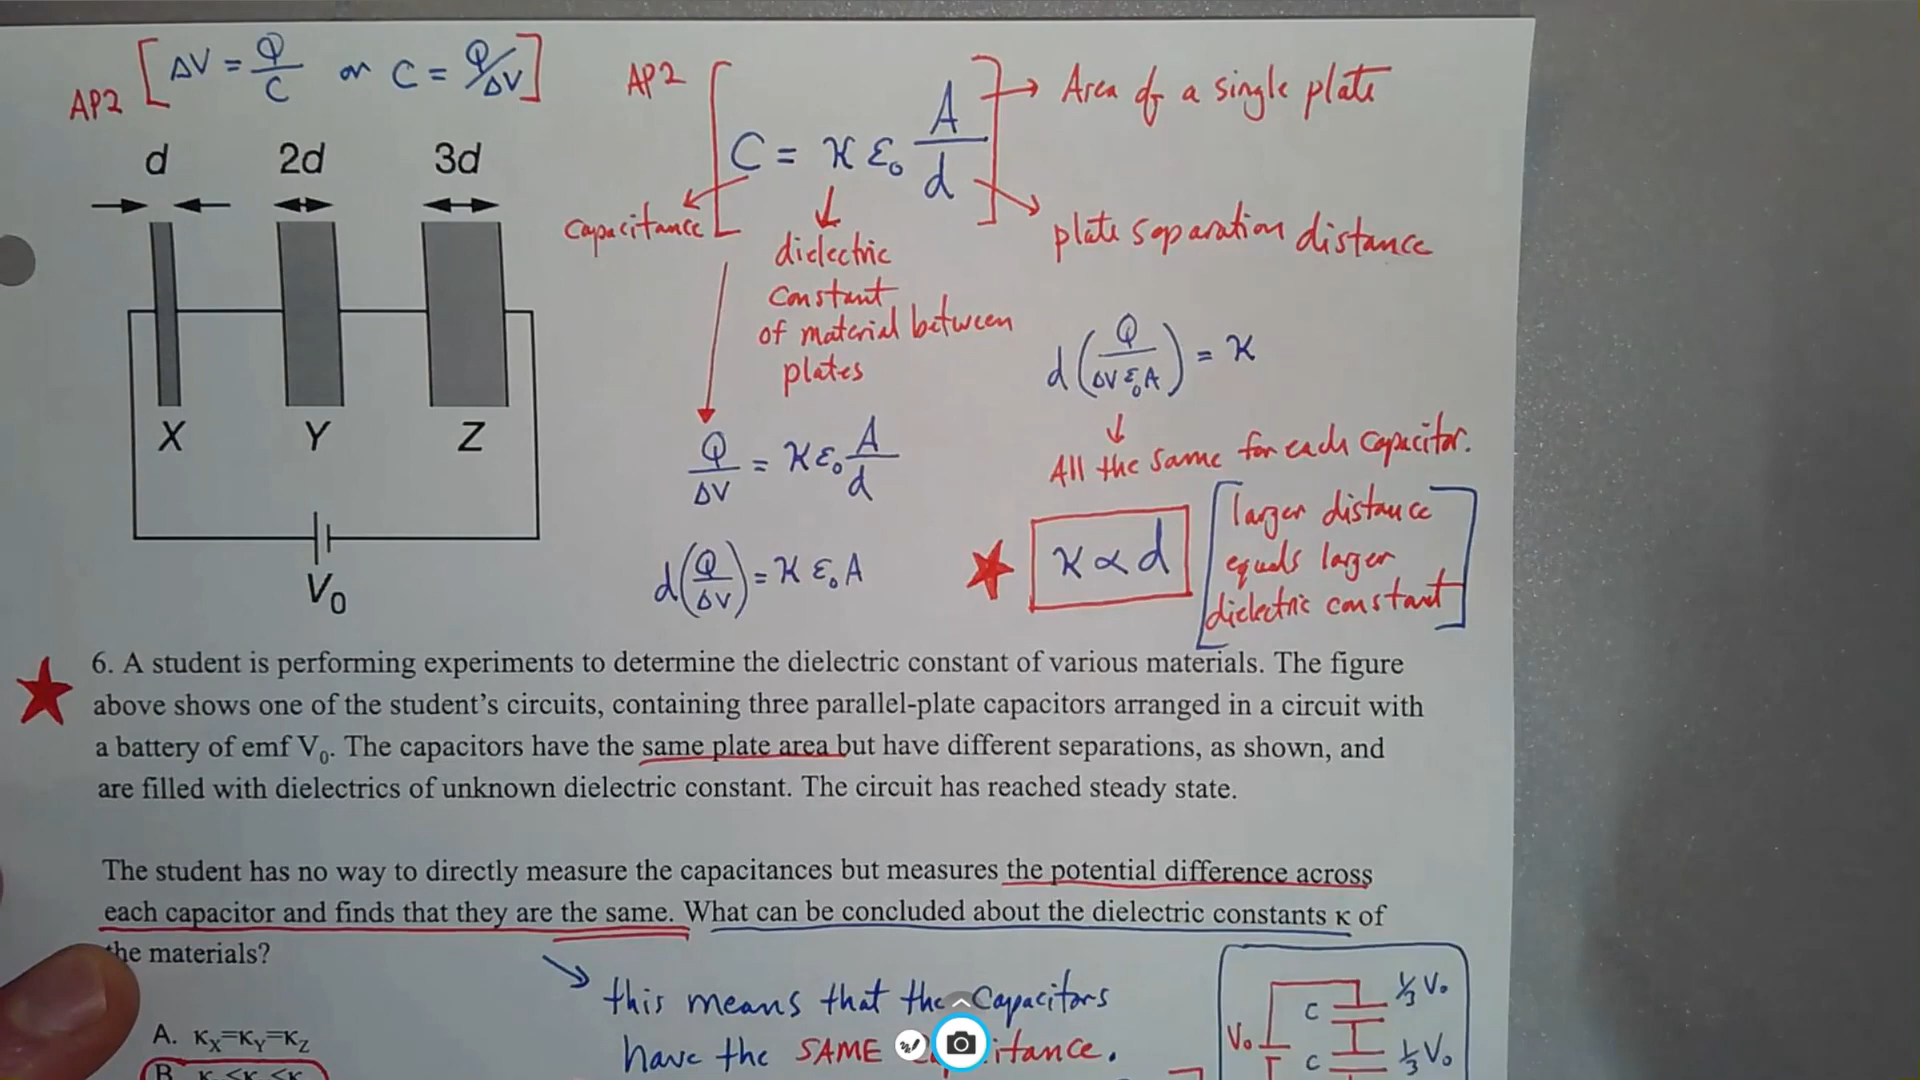 AP2 [ΔV = Q/C or C = Q/ΔV]
AP2 [C = κ ε₀ A/d] → Area of a single plate
capacitance
dielectric
constant
of material between
plates
plate separation distance
d 2d 3d
X Y Z
V₀
Q/ΔV = κ ε₀ A/d
d(Q/ΔV) = κ ε₀ A
d(Q/ΔV ε₀ A) = κ
↓
All the same for each capacitor.
★ κ ∝ d
[larger distance
equals larger
dielectric constant]
6. A student is performing experiments to determine the dielectric constant of various materials. The figure
above shows one of the student's circuits, containing three parallel-plate capacitors arranged in a circuit with
a battery of emf V₀. The capacitors have the same plate area but have different separations, as shown, and
are filled with dielectrics of unknown dielectric constant. The circuit has reached steady state.
The student has no way to directly measure the capacitances but measures the potential difference across
each capacitor and finds that they are the same. What can be concluded about the dielectric constants κ of
the materials?
this means that the Capacitors
have the SAME
A. κX=κY=κZ
B.
V₀
C 1/3 V₀
C 1/3 V₀